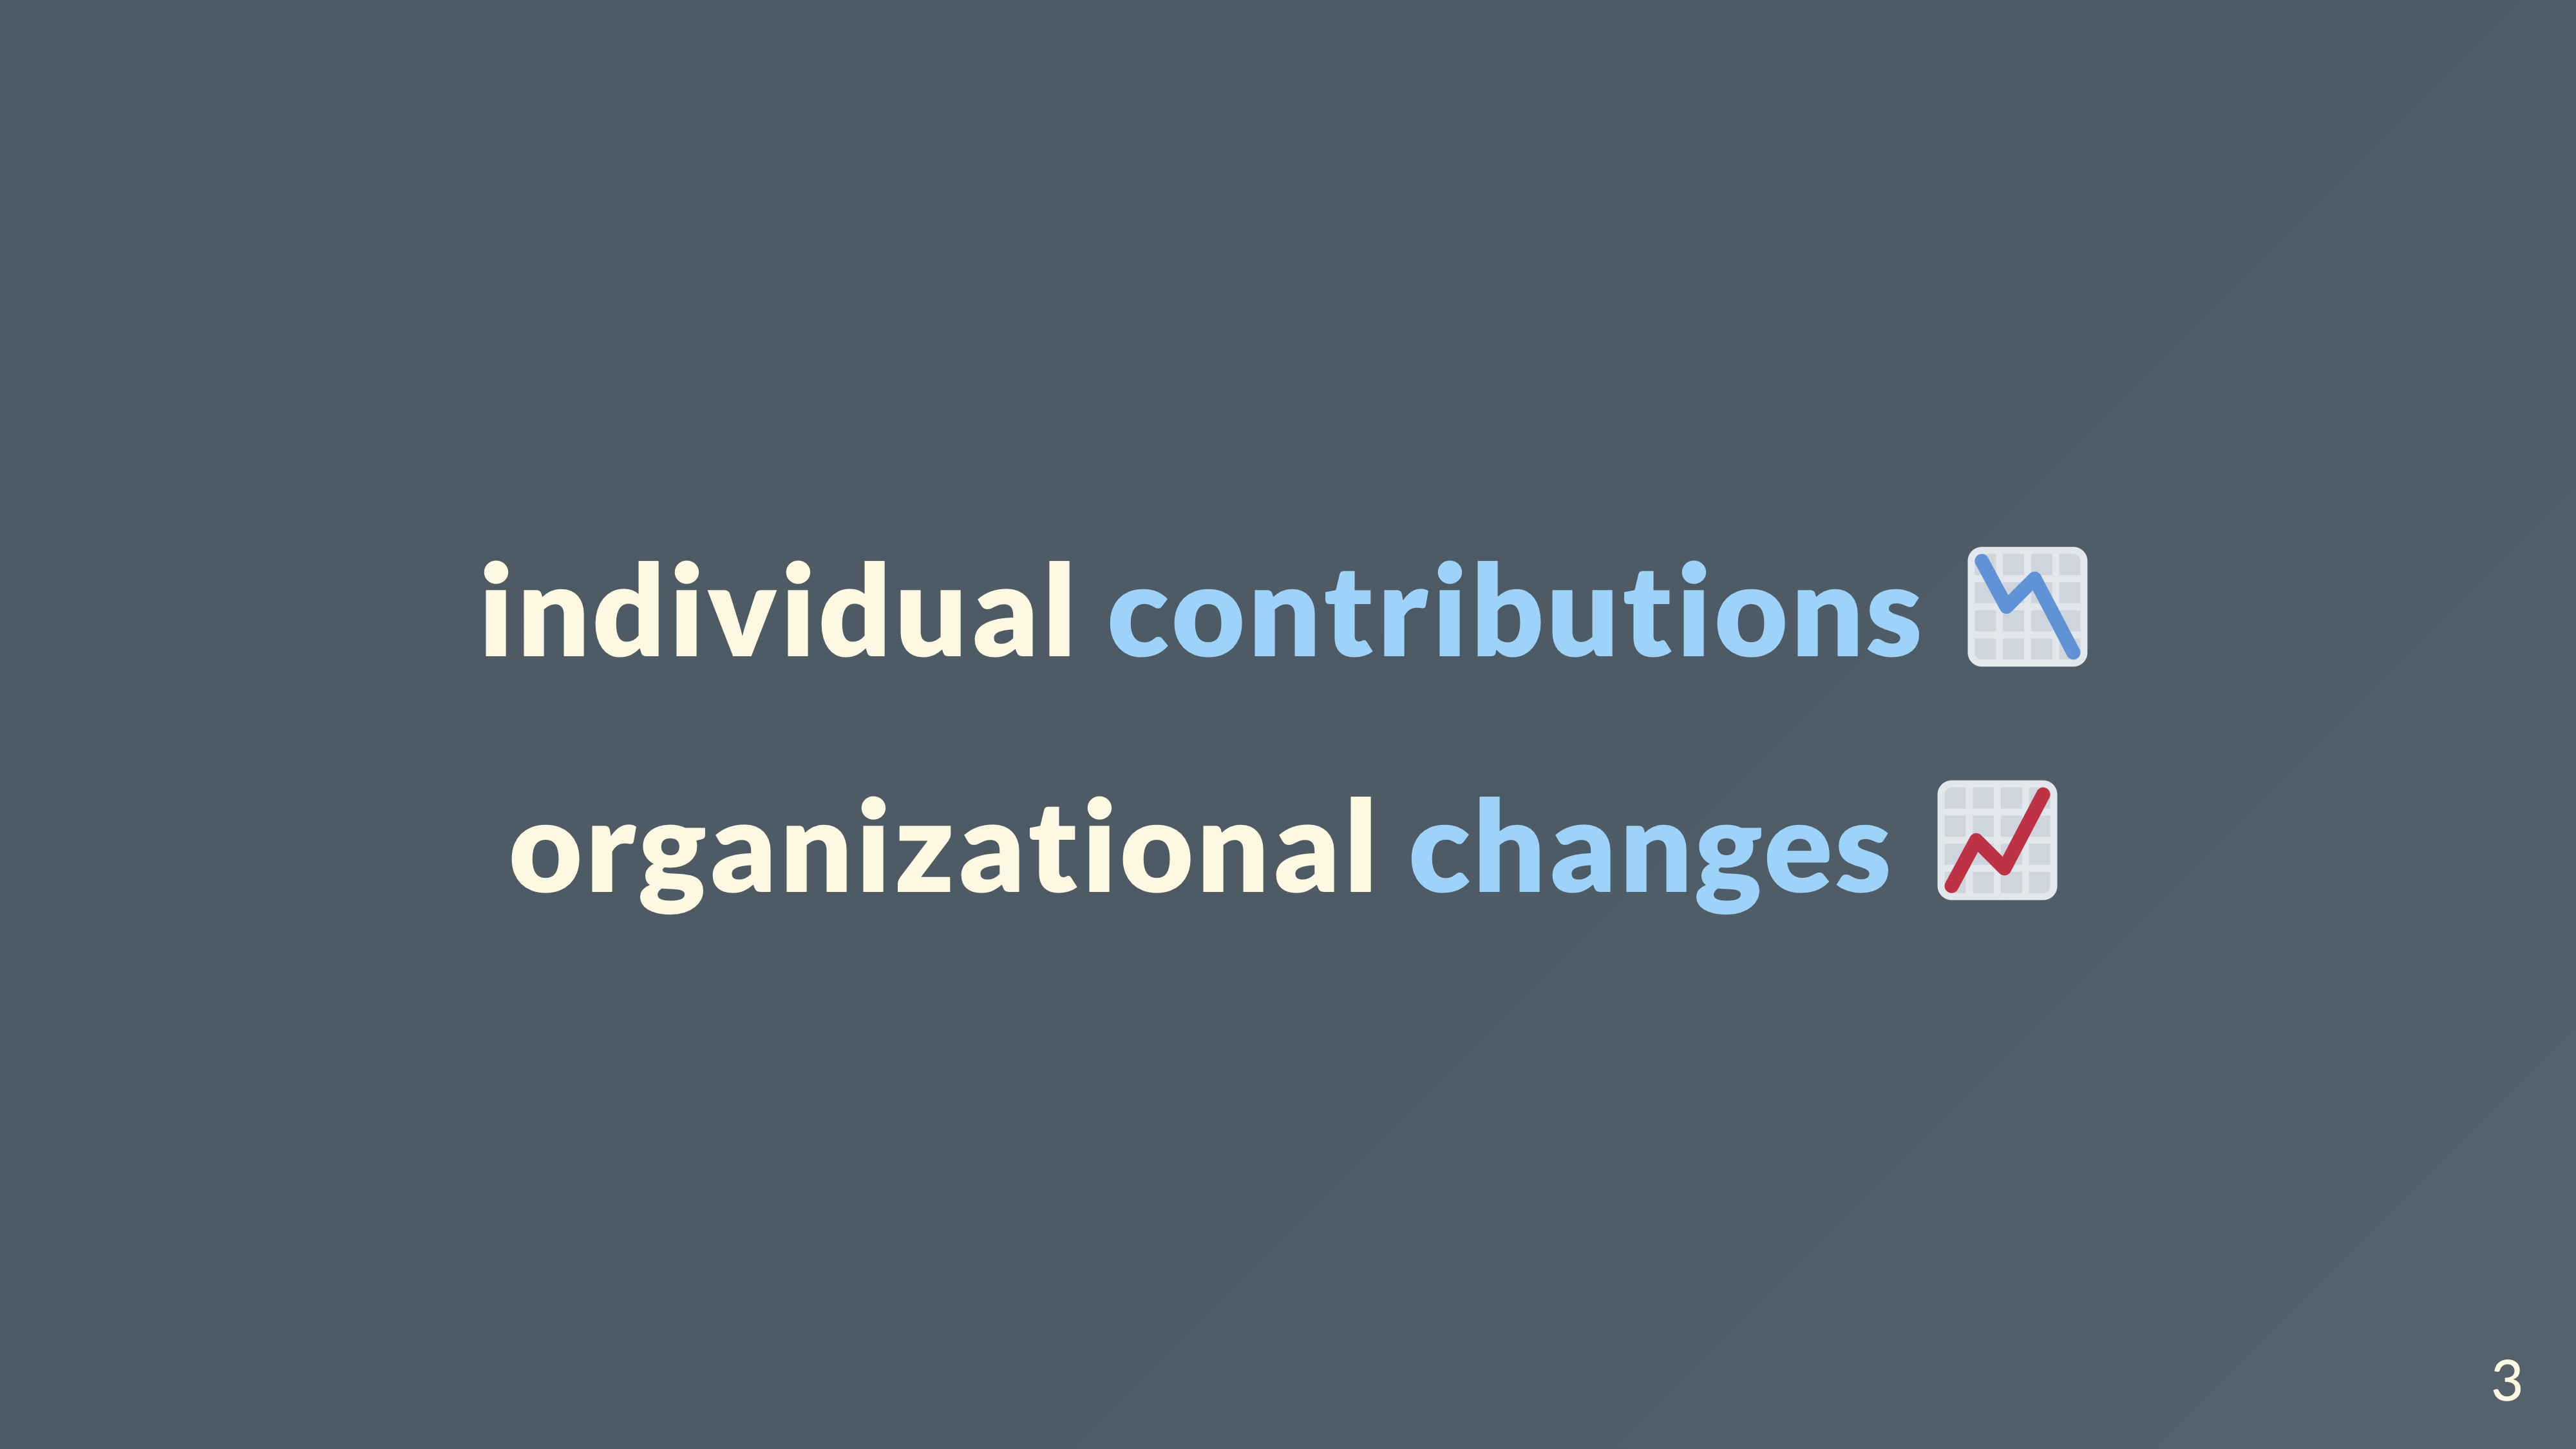 individual contributions 📉
organizational changes 📈
3